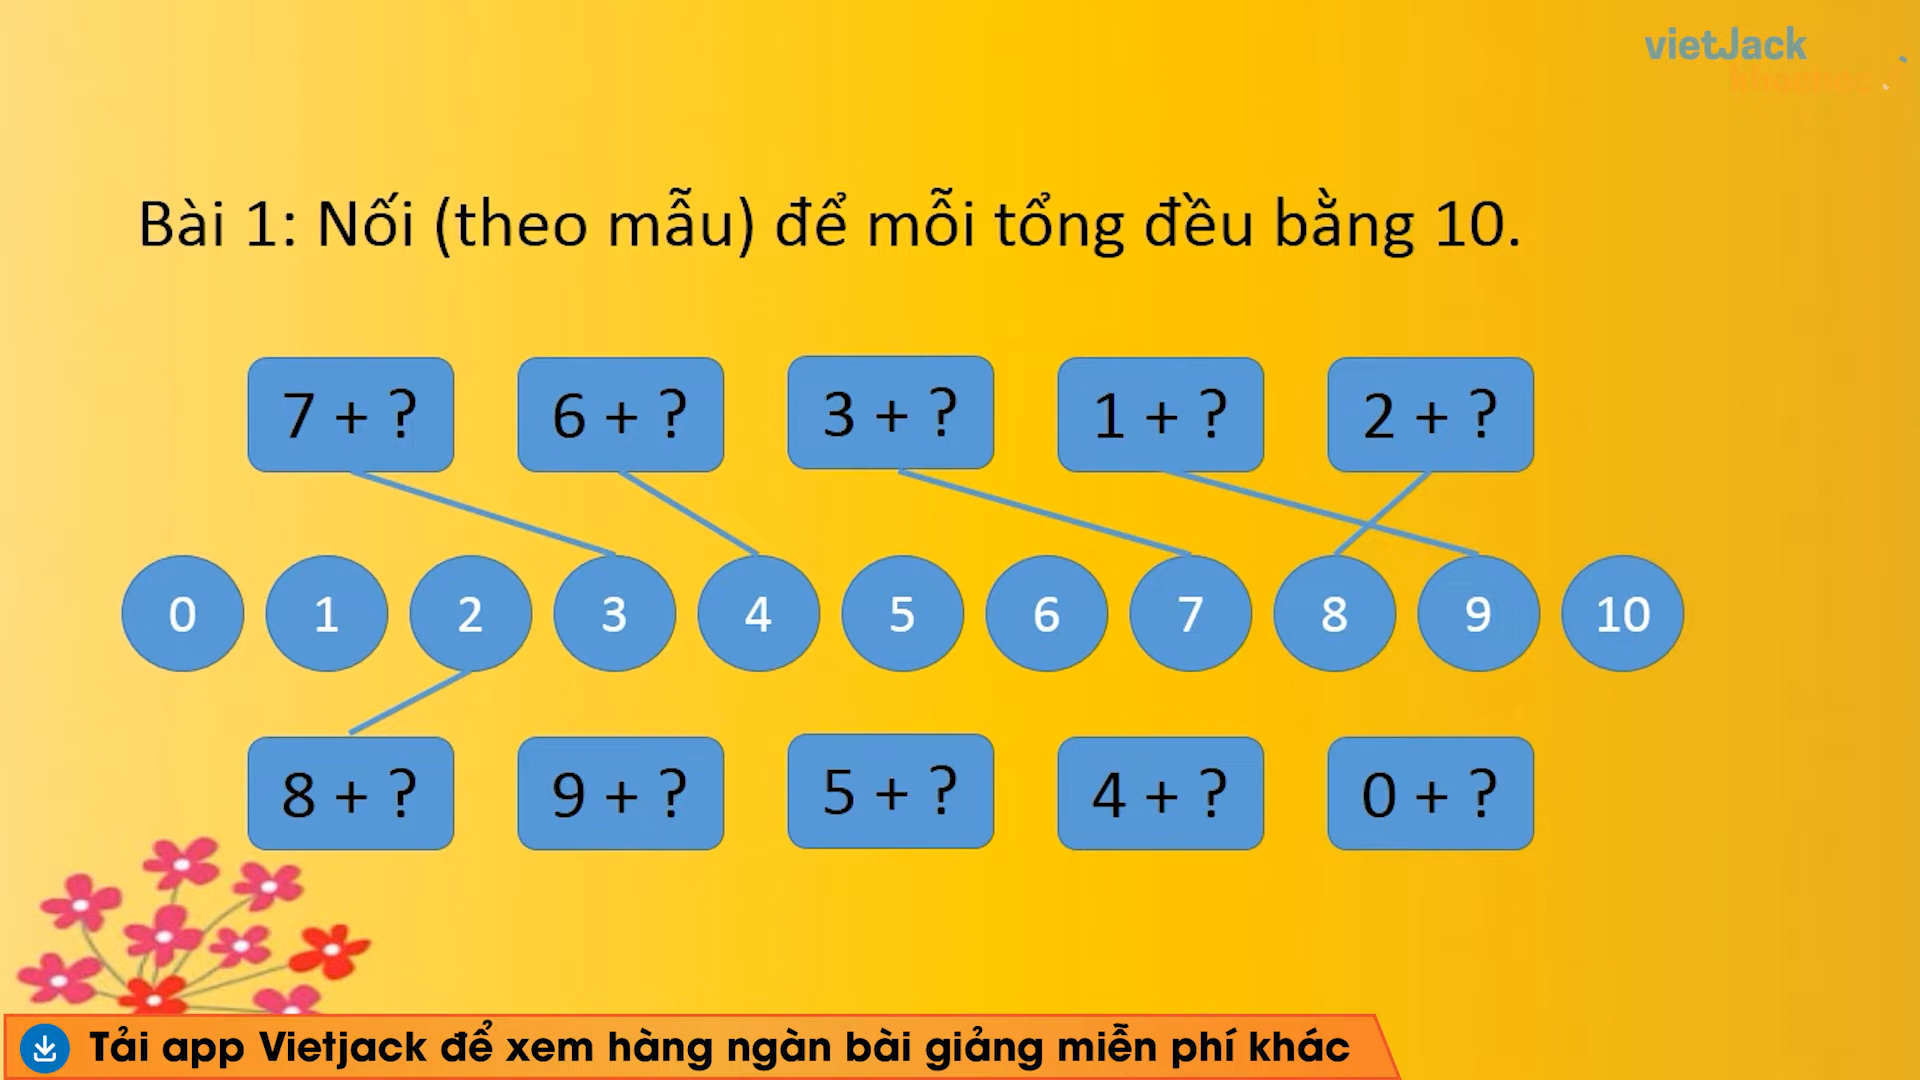 vietJack
Bài 1: Nối (theo mẫu) để mỗi tổng đều bằng 10.
7 + ? 6 + ? 3 + ? 1 + ? 2 + ?
0 1 2 3 4 5 6 7 8 9 10
8 + ? 9 + ? 5 + ? 4 + ? 0 + ?
Tải app Vietjack để xem hàng ngàn bài giảng miễn phí khác